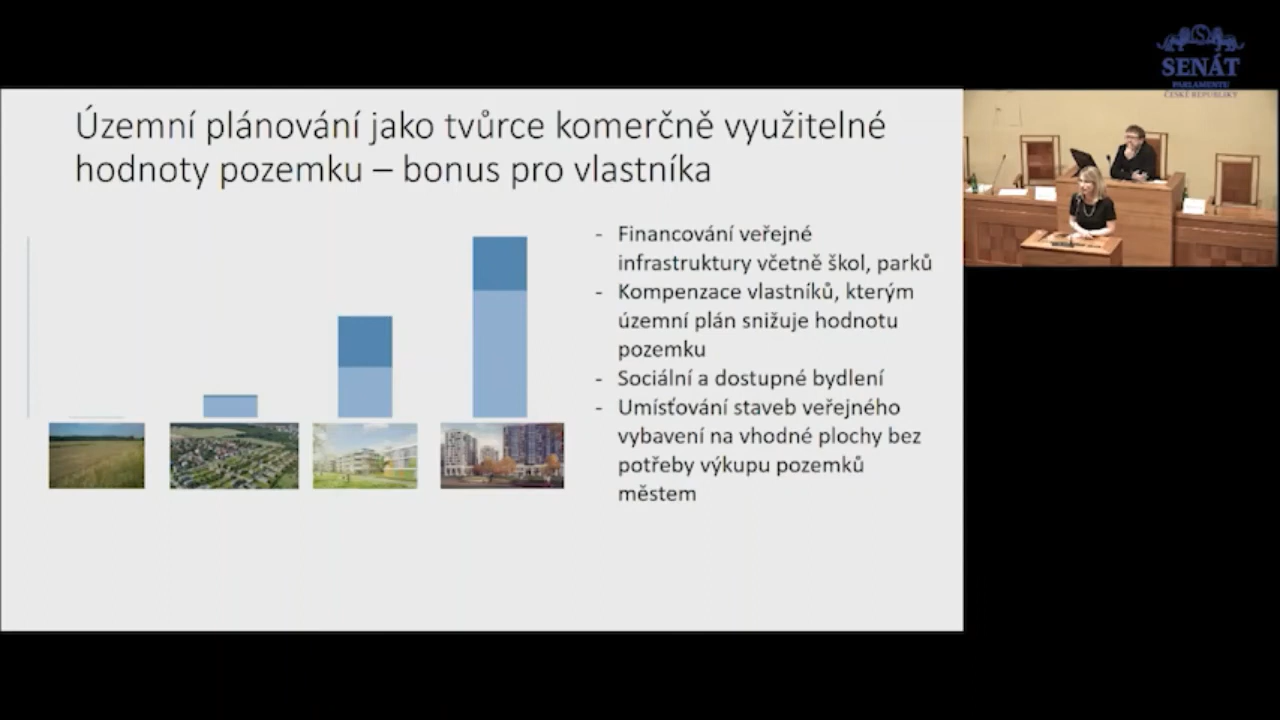 SENÁT
PARLAMENTU
ČESKÉ REPUBLIKY
Územní plánování jako tvůrce komerčně využitelné
hodnoty pozemku – bonus pro vlastníka
- Financování veřejné
infrastruktury včetně škol, parků
- Kompenzace vlastníků, kterým
územní plán snižuje hodnotu
pozemku
- Sociální a dostupné bydlení
- Umísťování staveb veřejného
vybavení na vhodné plochy bez
potřeby výkupu pozemků
městem